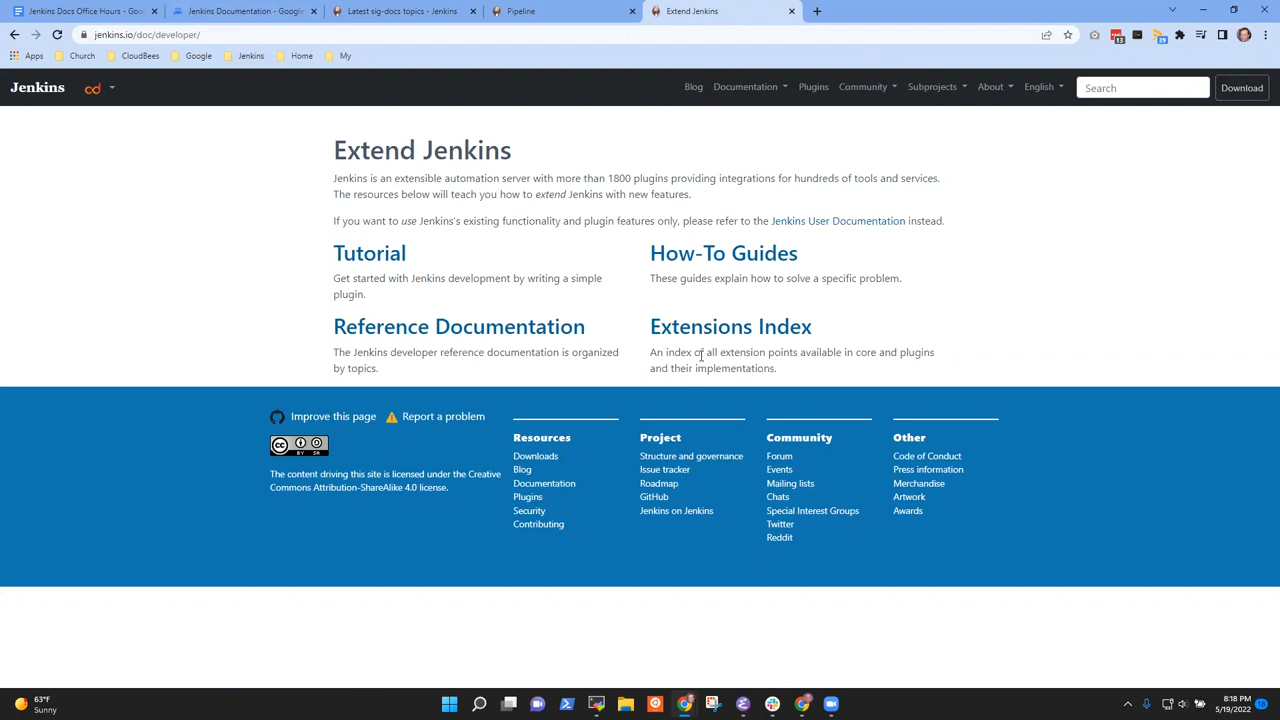 Jenkins Docs Office Hours - Goo
Jenkins Documentation - Google
Latest sig-docs topics - Jenkins
Pipeline
Extend Jenkins
jenkins.io/doc/developer/
13
39
Apps
Church
CloudBees
Google
Jenkins
Home
My
Jenkins
cd
Blog
Documentation
Plugins
Community
Subprojects
About
English
Search
Download
Extend Jenkins
Jenkins is an extensible automation server with more than 1800 plugins providing integrations for hundreds of tools and services.
The resources below will teach you how to extend Jenkins with new features.
If you want to use Jenkins's existing functionality and plugin features only, please refer to the Jenkins User Documentation instead.
Tutorial
Get started with Jenkins development by writing a simple
plugin.
How-To Guides
These guides explain how to solve a specific problem.
Reference Documentation
The Jenkins developer reference documentation is organized
by topics.
Extensions Index
An index of all extension points available in core and plugins
and their implementations.
Improve this page
Report a problem
CC BY SA
The content driving this site is licensed under the Creative
Commons Attribution-ShareAlike 4.0 license.
Resources
Downloads
Blog
Documentation
Plugins
Security
Contributing
Project
Structure and governance
Issue tracker
Roadmap
GitHub
Jenkins on Jenkins
Community
Forum
Events
Mailing lists
Chats
Special Interest Groups
Twitter
Reddit
Other
Code of Conduct
Press information
Merchandise
Artwork
Awards
63°F
Sunny
8:18 PM
5/19/2022